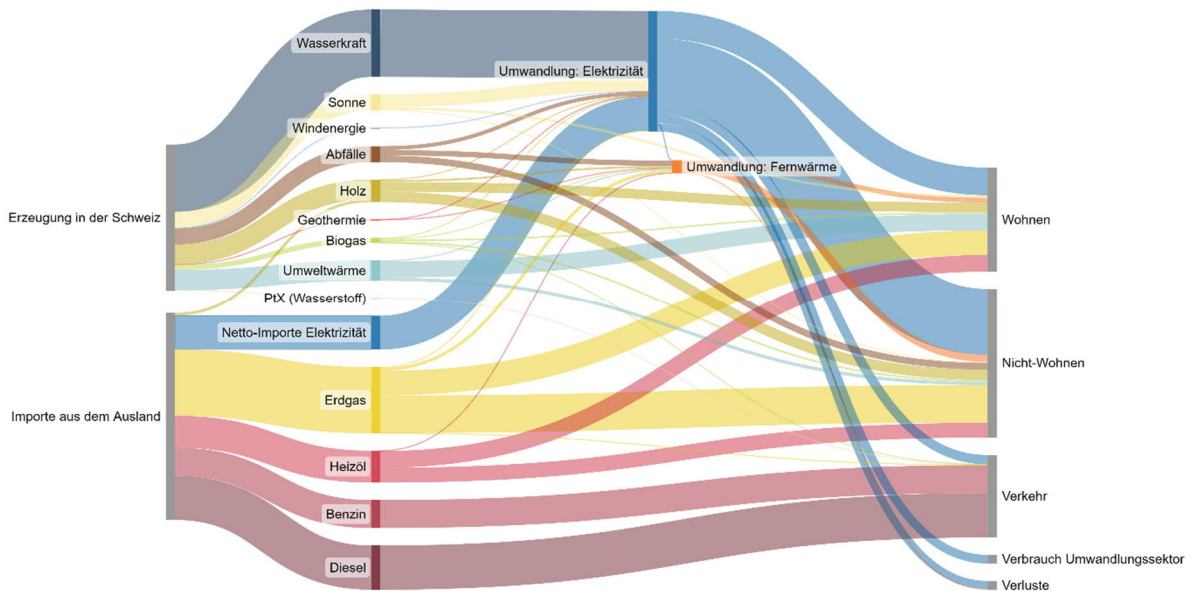 Erzeugung in der Schweiz
Importe aus dem Ausland
Wasserkraft
Sonne
Windenergie
Abfälle
Holz
Geothermie
Biogas
Umweltwärme
PtX (Wasserstoff)
Netto-Importe Elektrizität
Erdgas
Heizöl
Benzin
Diesel
Umwandlung: Elektrizität
Umwandlung: Fernwärme
Wohnen
Nicht-Wohnen
Verkehr
Verbrauch Umwandlungssektor
Verluste